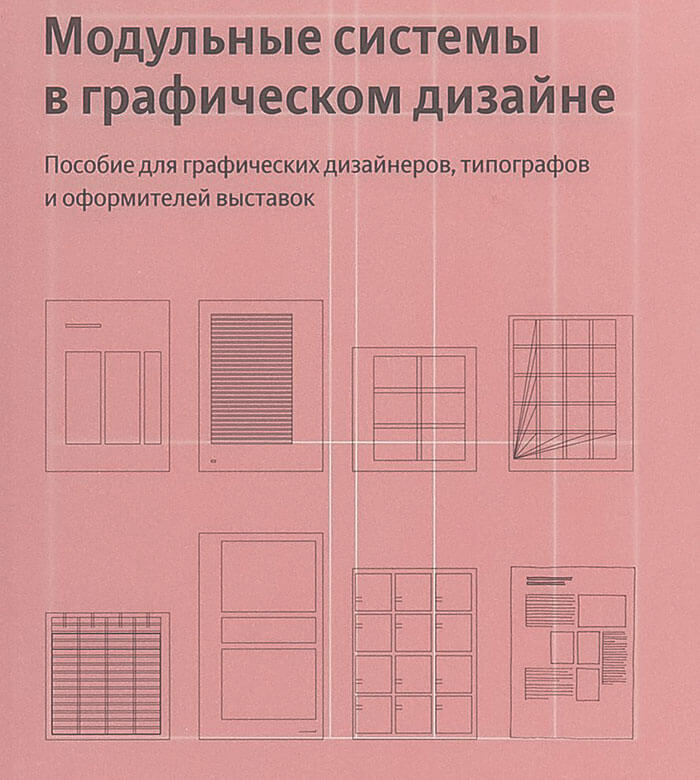 Модульные системы
в графическом дизайне
Пособие для графических дизайнеров, типографов
и оформителей выставок